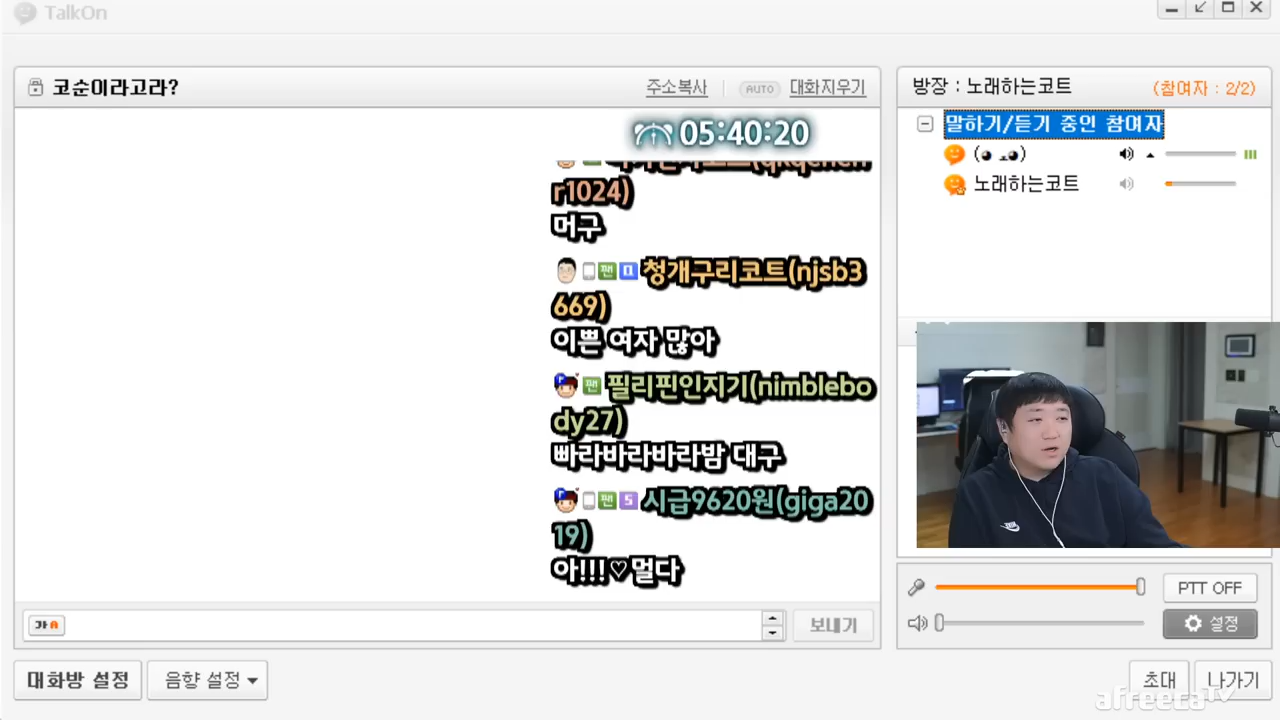 TalkOn
코순이라고라?
주소복사
AUTO
대화지우기
05:40:20
r1024)
머구
팬 청개구리코트(njsb3
669)
이쁜 여자 많아
팬 필리핀인지기(nimblebo
dy27)
빠라바라바라밤 대구
팬 S 시급9620원(giga20
19)
아!!!♡멀다
가A
보내기
대화방 설정
음향 설정
방장 : 노래하는코트
(참여자 : 2/2)
말하기/듣기 중인 참여자
노래하는코트
PTT OFF
설정
초대
나가기
afreecaTV